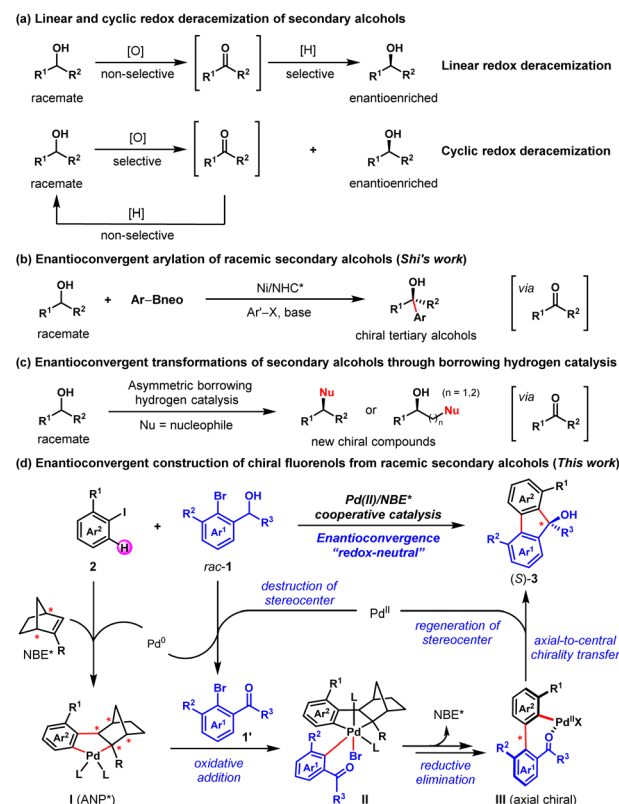 (a) Linear and cyclic redox deracemization of secondary alcohols
OH [O] O [H] OH
R1 R2 non-selective R1 R2 selective R1 R2 Linear redox deracemization
racemate enantioenriched
OH [O] O OH
R1 R2 selective R1 R2 + R1 R2 Cyclic redox deracemization
racemate enantioenriched
[H]
non-selective
(b) Enantioconvergent arylation of racemic secondary alcohols (Shi's work)
OH Ni/NHC* OH via O
R1 R2 + Ar–Bneo Ar'–X, base R1 R2 Ar R1 R2
racemate chiral tertiary alcohols
(c) Enantioconvergent transformations of secondary alcohols through borrowing hydrogen catalysis
OH Asymmetric borrowing Nu OH (n = 1,2) via O
R1 R2 hydrogen catalysis R1 R2 or R1 n Nu R1 R2
racemate Nu = nucleophile new chiral compounds
(d) Enantioconvergent construction of chiral fluorenols from racemic secondary alcohols (This work)
R1 I Ar2 H + R2 Br OH Ar1 R3 Pd(II)/NBE* R1 Ar2 OH * R3 R2 Ar1
cooperative catalysis
Enantioconvergence
"redox-neutral"
2 rac-1 (S)-3
destruction of
stereocenter
PdII
regeneration of
stereocenter
axial-to-central
chirality transfer
* * R
NBE* Pd0
R2 Br O Ar1 R3
1'
R1 Ar2 * * * * Pd R L L
I (ANP*)
oxidative
addition
R1 L Ar2 Pd R L Br R2 Ar1 O R3
II
NBE*
reductive
elimination
R1 Ar2 PdIIX * O R2 Ar1 R3
III (axial chiral)